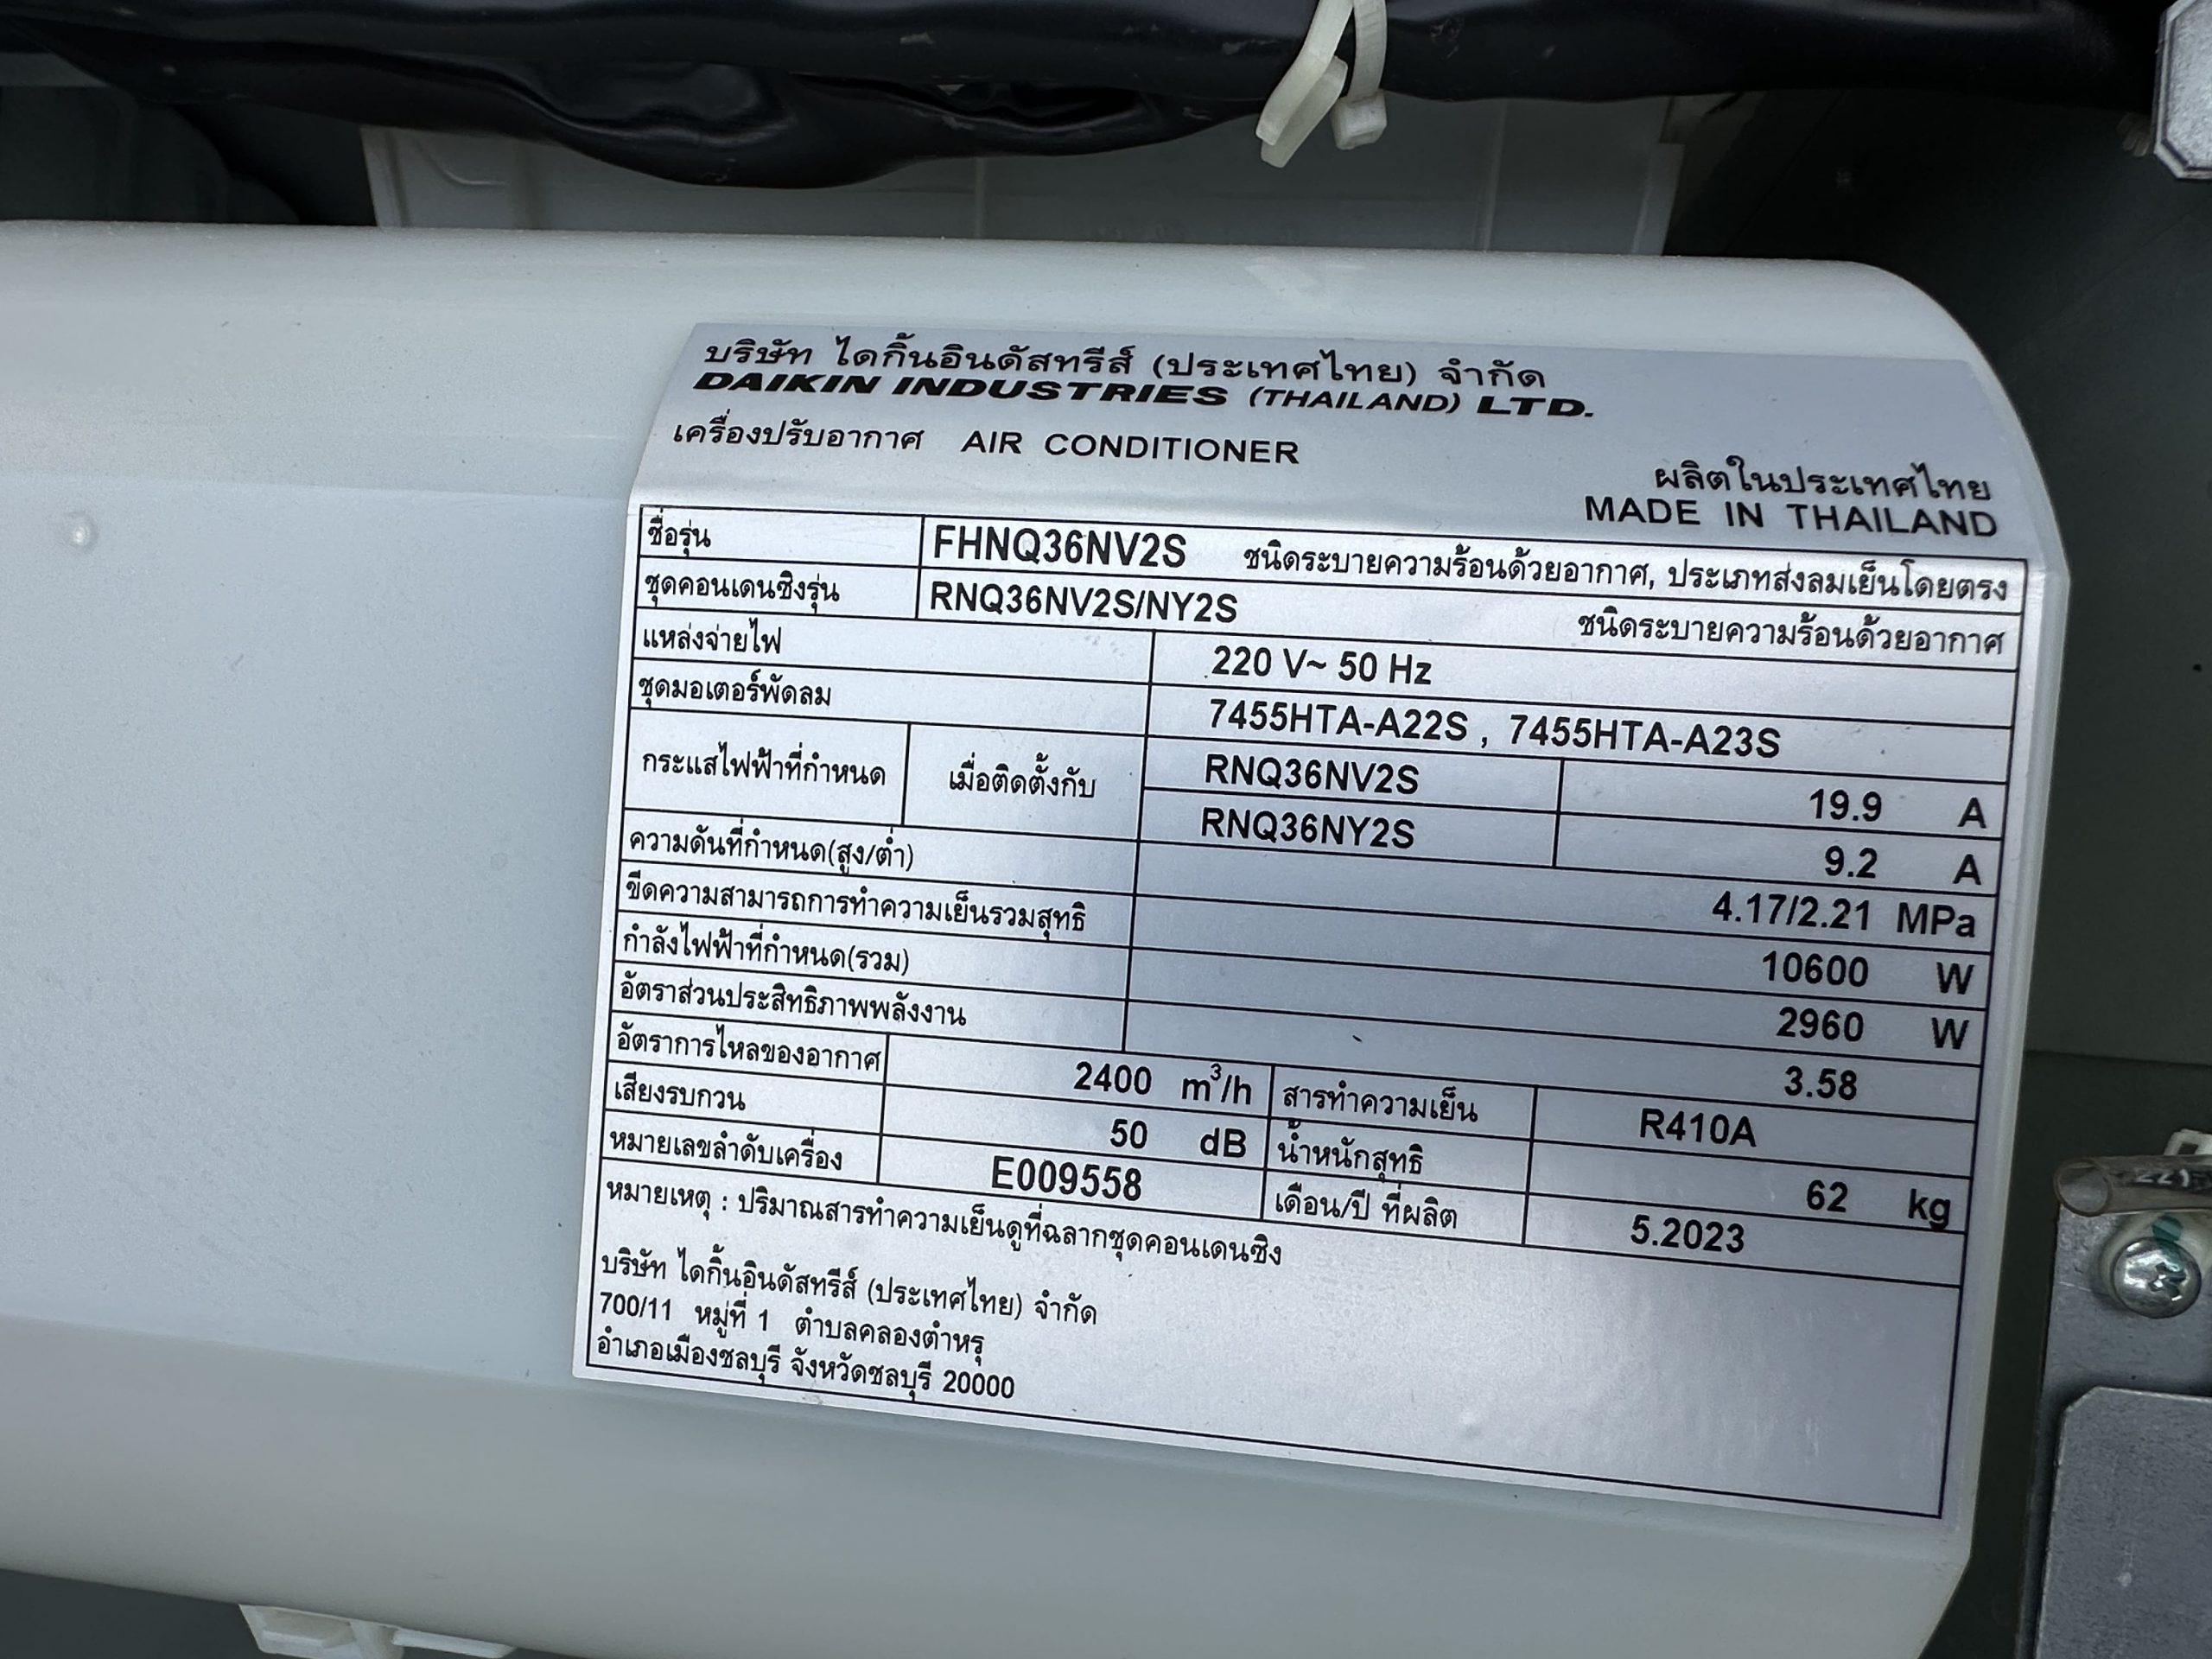 บริษัท ไดกิ้นอินดัสทรีส์ (ประเทศไทย) จำกัด
DAIKIN INDUSTRIES (THAILAND) LTD.
เครื่องปรับอากาศ AIR CONDITIONER
ผลิตในประเทศไทย
MADE IN THAILAND
ชื่อรุ่น FHNQ36NV2S ชนิดระบายความร้อนด้วยอากาศ, ประเภทส่งลมเย็นโดยตรง
ชุดคอนเดนซิงรุ่น RNQ36NV2S/NY2S ชนิดระบายความร้อนด้วยอากาศ
แหล่งจ่ายไฟ 220 V~ 50 Hz
ชุดมอเตอร์พัดลม 7455HTA-A22S , 7455HTA-A23S
กระแสไฟฟ้าที่กำหนด เมื่อติดตั้งกับ RNQ36NV2S 19.9 A
RNQ36NY2S 9.2 A
ความดันที่กำหนด(สูง/ต่ำ) 4.17/2.21 MPa
ขีดความสามารถการทำความเย็นรวมสุทธิ 10600 W
กำลังไฟฟ้าที่กำหนด(รวม) 2960 W
อัตราส่วนประสิทธิภาพพลังงาน 3.58
อัตราการไหลของอากาศ 2400 m³/h สารทำความเย็น R410A
เสียงรบกวน 50 dB น้ำหนักสุทธิ 62 kg
หมายเลขลำดับเครื่อง E009558 เดือน/ปี ที่ผลิต 5.2023
หมายเหตุ : ปริมาณสารทำความเย็นดูที่ฉลากชุดคอนเดนซิง
บริษัท ไดกิ้นอินดัสทรีส์ (ประเทศไทย) จำกัด
700/11 หมู่ที่ 1 ตำบลคลองตำหรุ
อำเภอเมืองชลบุรี จังหวัดชลบุรี 20000